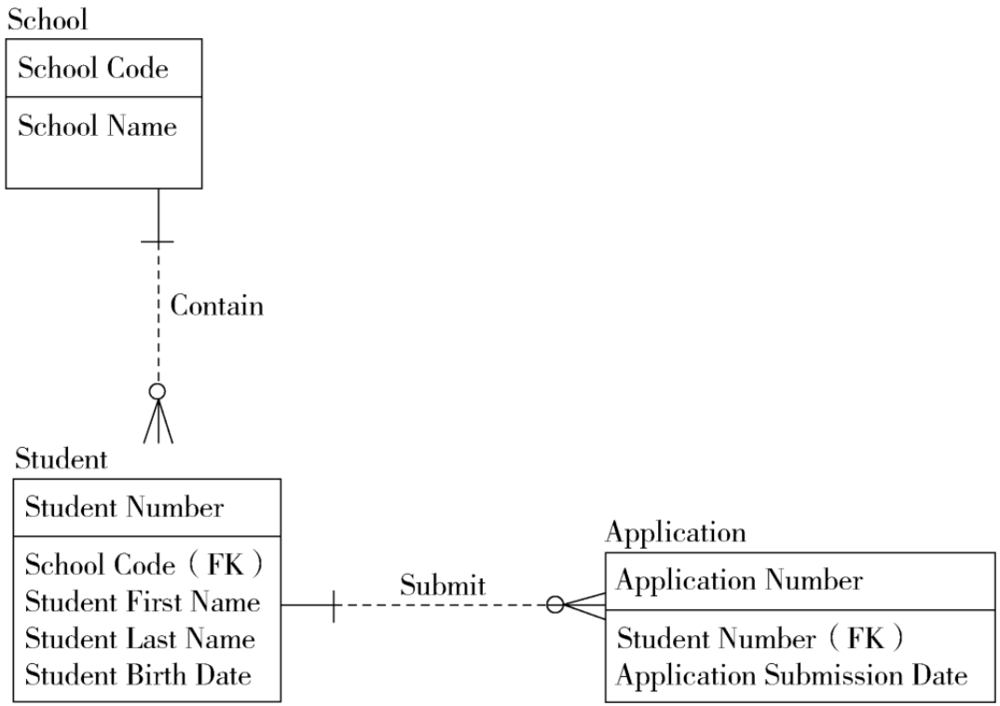 School
School Code
School Name
Contain
Student
Student Number
School Code ( FK )
Student First Name
Student Last Name
Student Birth Date
Submit
Application
Application Number
Student Number ( FK )
Application Submission Date